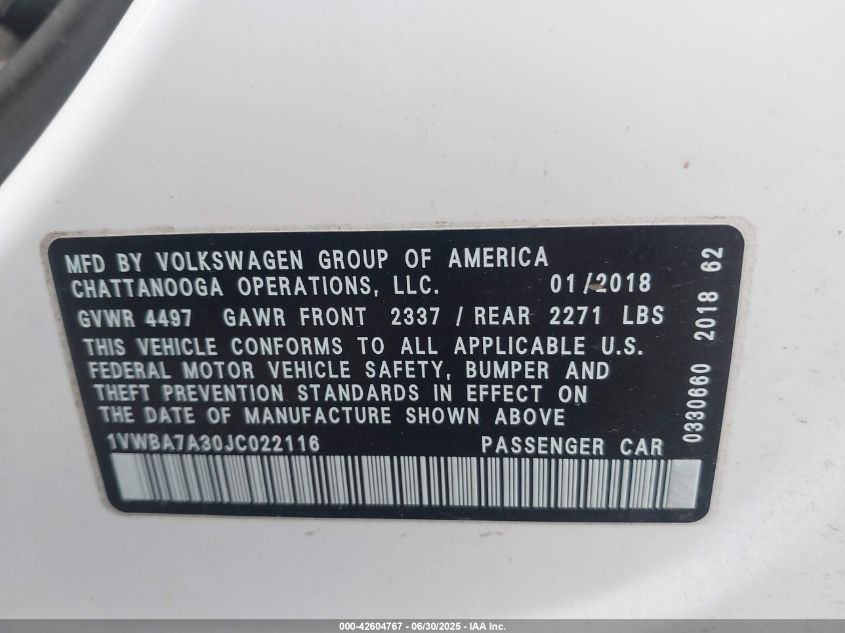 MFD BY VOLKSWAGEN GROUP OF AMERICA
CHATTANOOGA OPERATIONS, LLC. 01/2018
GVWR 4497 GAWR FRONT 2337 / REAR 2271 LBS
THIS VEHICLE CONFORMS TO ALL APPLICABLE U.S.
FEDERAL MOTOR VEHICLE SAFETY, BUMPER AND
THEFT PREVENTION STANDARDS IN EFFECT ON
THE DATE OF MANUFACTURE SHOWN ABOVE
1VWBA7A30JC022116 PASSENGER CAR
0330660 2018 62
000-42604767 - 06/30/2025 - IAA Inc.